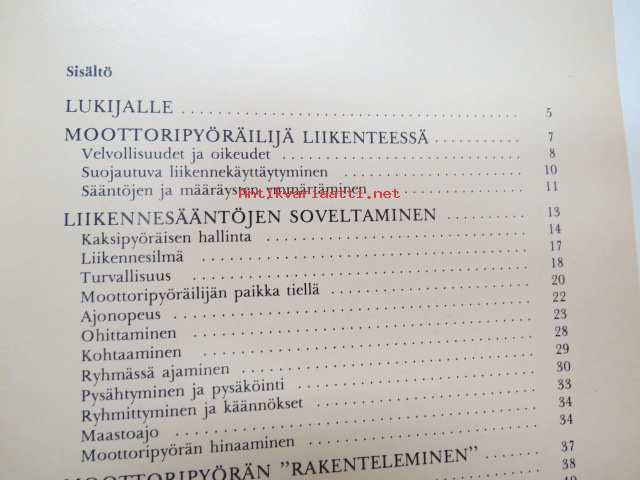 Sisältö
LUKIJALLE 5
MOOTTORIPYÖRÄILIJÄ LIIKENTEESSÄ 7
Velvollisuudet ja oikeudet 8
Suojautuva liikennekäyttäytyminen 10
Sääntöjen ja määräysten ymmärtäminen 11
Antikvariaatti.net
LIIKENNESÄÄNTÖJEN SOVELTAMINEN 13
Kaksipyöräisen hallinta 14
Liikennesilmä 17
Turvallisuus 18
Moottoripyöräilijän paikka tiellä 20
Ajonopeus 22
Ohittaminen 23
Kohtaaminen 28
Ryhmässä ajaminen 29
Pysähtyminen ja pysäköinti 30
Ryhmittyminen ja käännökset 33
Maastoajo 34
Moottoripyörän hinaaminen 34
MOOTTORIPYÖRÄN "RAKENTELEMINEN" 37
38